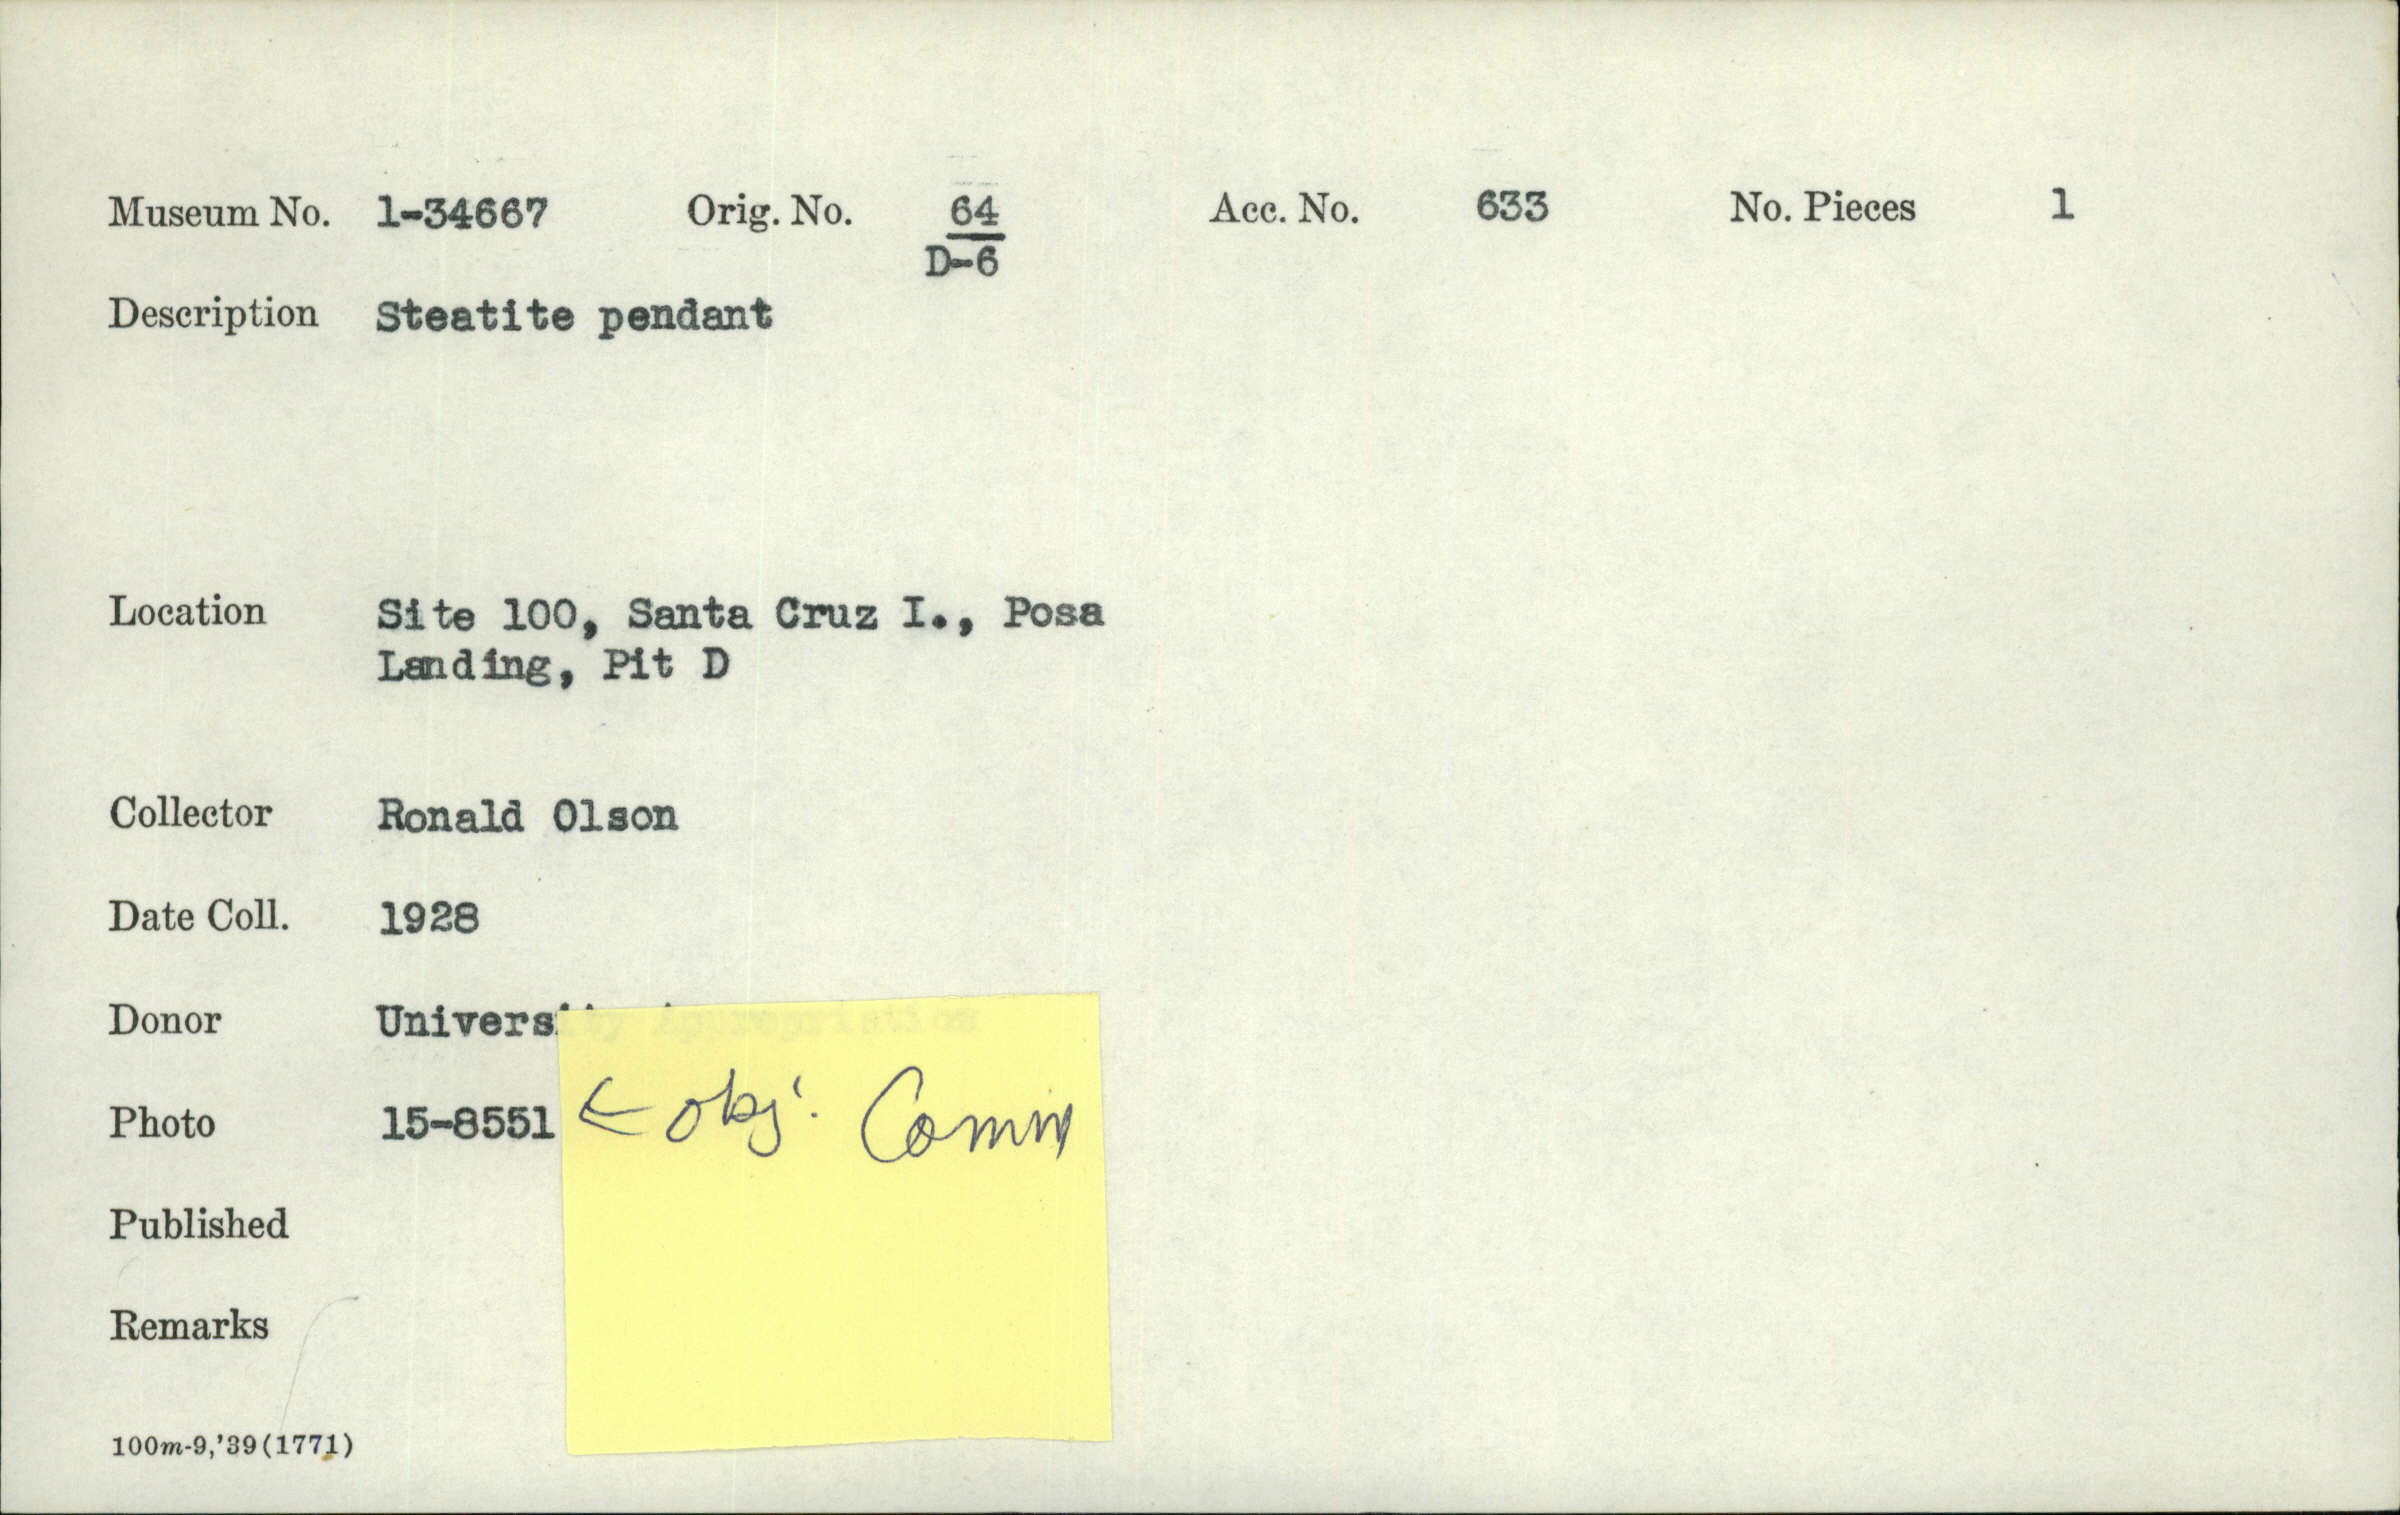 Museum No. 1-34667 Orig. No. 64 Acc. No. 633 No. Pieces 1
D-6
Description Steatite pendant
Location Site 100, Santa Cruz I., Posa
Landing, Pit D
Collector Ronald Olson
Date Coll. 1928
Donor University Appropriations
Photo 15-8551 ← obj. Comm
Published
Remarks
100m-9,'39(1771)